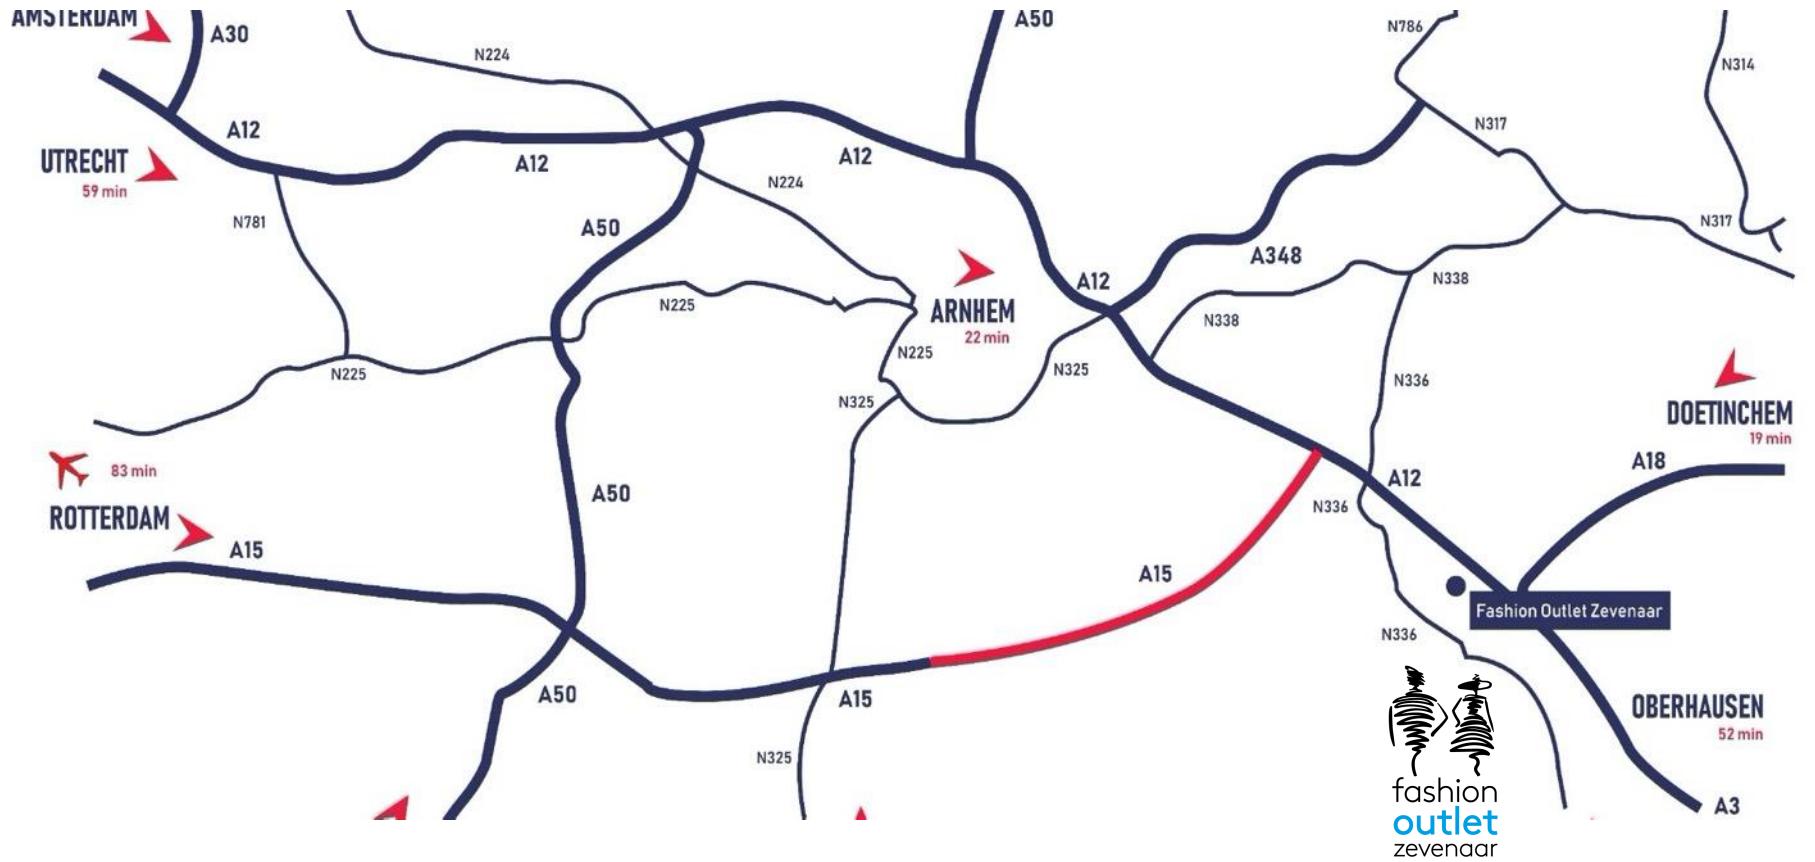 AMSTERDAM
A30
N224
A50
N786
N314
A12
UTRECHT
59 min
A12
A12
N317
N781
A50
N224
N317
A348
A12
N338
N225
ARNHEM
22 min
N338
N225
N225
N325
N336
N325
DOETINCHEM
19 min
83 min
A18
A12
A50
N336
ROTTERDAM
A15
A15
Fashion Outlet Zevenaar
N336
A50
A15
OBERHAUSEN
52 min
N325
A3
fashion
outlet
zevenaar